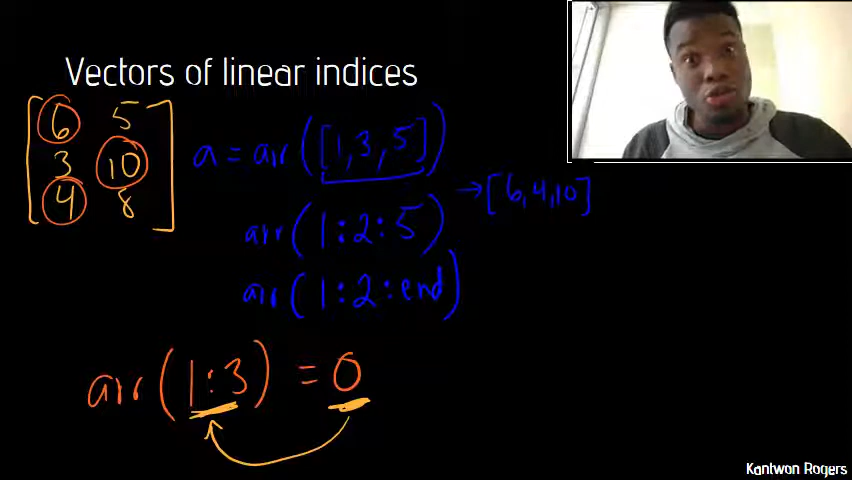 Vectors of linear indices
6 5
3 10
4 8
a = arr([1,3,5])
arr(1:2:5)
→[6,4,10]
arr(1:2:end)
arr(1:3) = 0
Kantwon Rogers